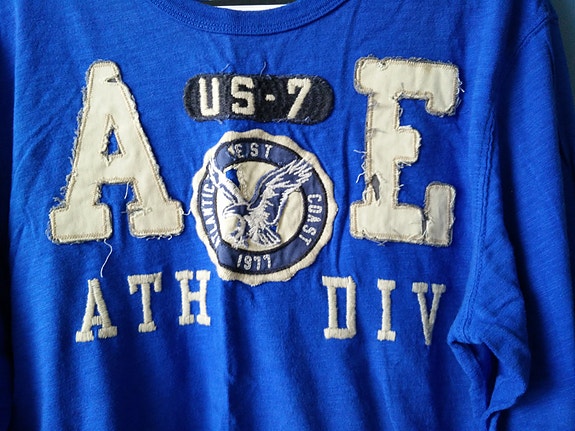 A E
US-7
EST
ATLANTIC COAST
1977
ATH DIV